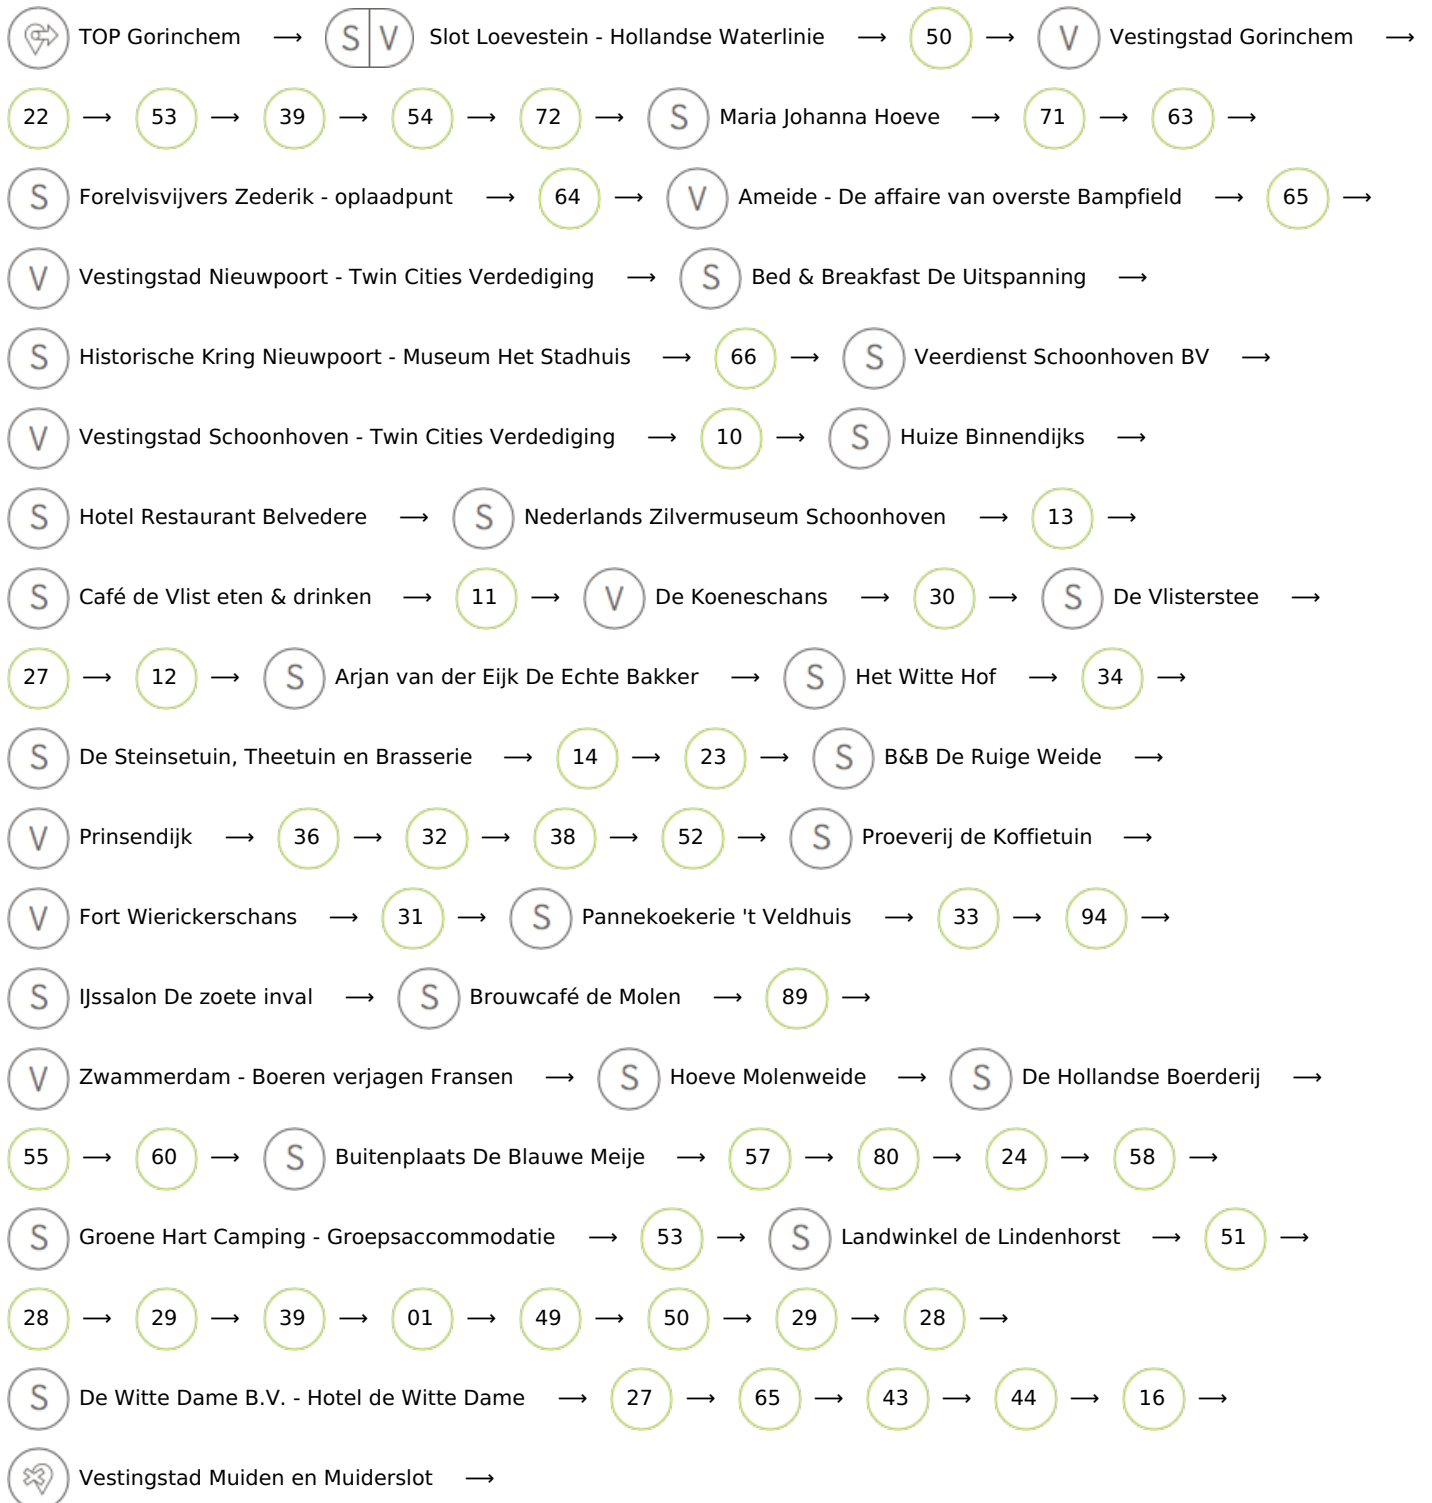 TOP Gorinchem → S V Slot Loevestein - Hollandse Waterlinie → 50 → V Vestingstad Gorinchem →
22 → 53 → 39 → 54 → 72 → S Maria Johanna Hoeve → 71 → 63 →
S Forelvisvijvers Zederik - oplaadpunt → 64 → V Ameide - De affaire van overste Bampfield → 65 →
V Vestingstad Nieuwpoort - Twin Cities Verdediging → S Bed & Breakfast De Uitspanning →
S Historische Kring Nieuwpoort - Museum Het Stadhuis → 66 → S Veerdienst Schoonhoven BV →
V Vestingstad Schoonhoven - Twin Cities Verdediging → 10 → S Huize Binnendijks →
S Hotel Restaurant Belvedere → S Nederlands Zilvermuseum Schoonhoven → 13 →
S Café de Vlist eten & drinken → 11 → V De Koeneschans → 30 → S De Vlisterstee →
27 → 12 → S Arjan van der Eijk De Echte Bakker → S Het Witte Hof → 34 →
S De Steinsetuin, Theetuin en Brasserie → 14 → 23 → S B&B De Ruige Weide →
V Prinsendijk → 36 → 32 → 38 → 52 → S Proeverij de Koffietuin →
V Fort Wierickerschans → 31 → S Pannekoekerie 't Veldhuis → 33 → 94 →
S IJssalon De zoete inval → S Brouwcafé de Molen → 89 →
V Zwammerdam - Boeren verjagen Fransen → S Hoeve Molenweide → S De Hollandse Boerderij →
55 → 60 → S Buitenplaats De Blauwe Meije → 57 → 80 → 24 → 58 →
S Groene Hart Camping - Groepsaccommodatie → 53 → S Landwinkel de Lindenhorst → 51 →
28 → 29 → 39 → 01 → 49 → 50 → 29 → 28 →
S De Witte Dame B.V. - Hotel de Witte Dame → 27 → 65 → 43 → 44 → 16 →
Vestingstad Muiden en Muiderslot →